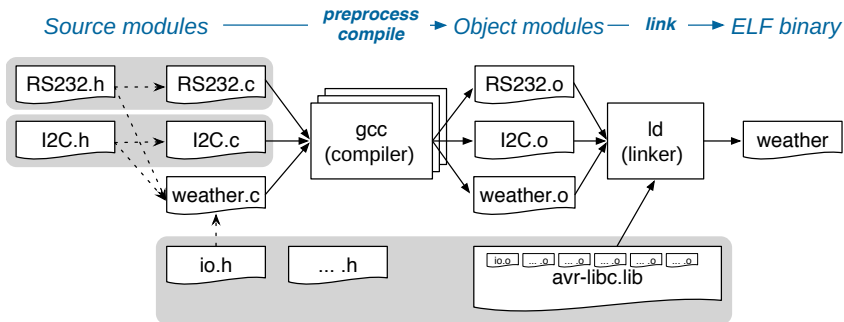 Source modules
preprocess
compile
Object modules
link
ELF binary
RS232.h
RS232.c
RS232.o
gcc
(compiler)
ld
(linker)
I2C.h
I2C.c
I2C.o
weather
weather.c
weather.o
io.h
... .h
io.o ... .o ... .o ... .o ... .o ... .o
avr-libc.lib